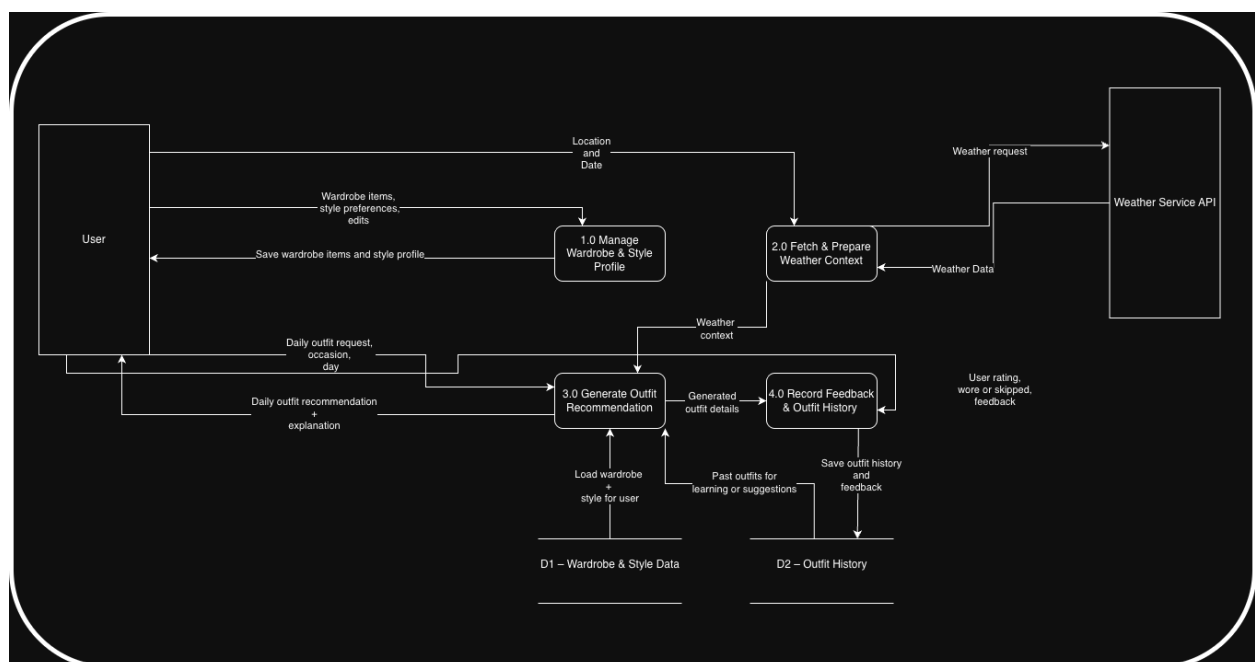 Location
and
Date
Weather request
Wardrobe items,
style preferences,
edits
Weather Service API
User
1.0 Manage
Wardrobe & Style
Profile
2.0 Fetch & Prepare
Weather Context
Save wardrobe items and style profile
Weather Data
Weather
context
Daily outfit request,
occasion,
day
User rating,
wore or skipped,
feedback
3.0 Generate Outfit
Recommendation
Generated
outfit details
4.0 Record Feedback
& Outfit History
Daily outfit recommendation
+
explanation
Load wardrobe
+
style for user
Past outfits for
learning or suggestions
Save outfit history
and
feedback
D1 – Wardrobe & Style Data
D2 – Outfit History